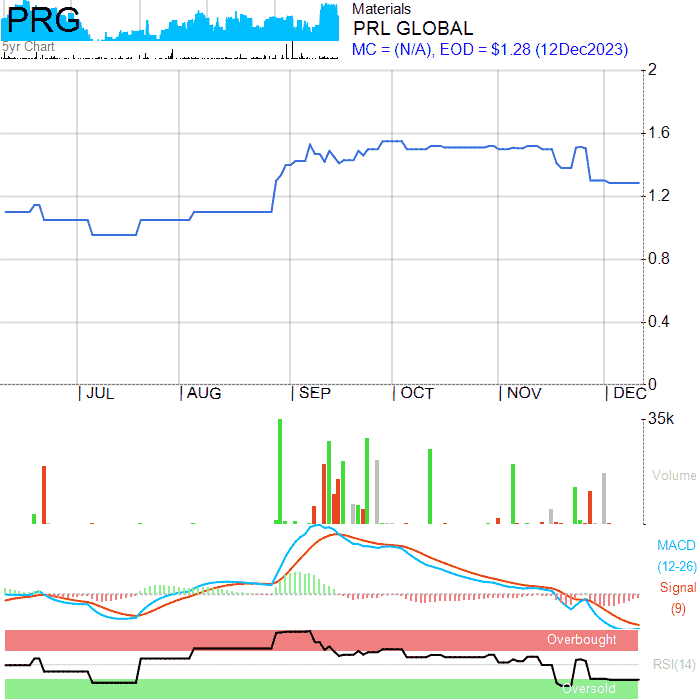 PRG
5yr Chart
Materials
PRL GLOBAL
MC = (N/A), EOD = $1.28 (12Dec2023)
2
1.6
1.2
0.8
0.4
0
JUL
AUG
SEP
OCT
NOV
DEC
35k
Volume
MACD
(12-26)
Signal
(9)
Overbought
RSI(14)
Oversold